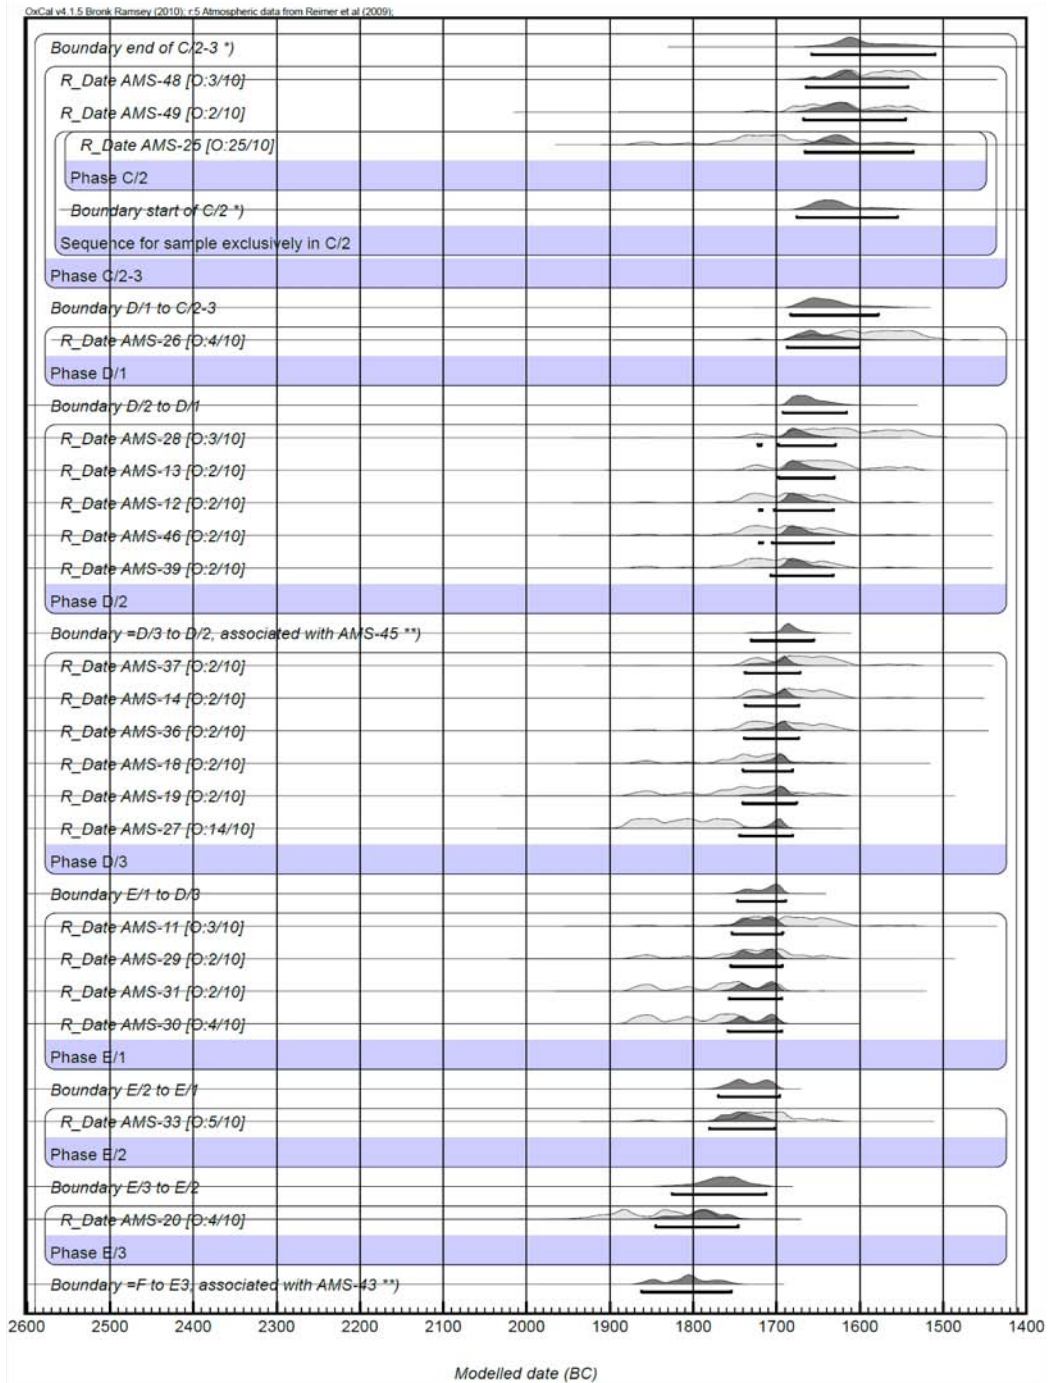 OxCal v4.1.5 Bronk Ramsey (2010); r:5 Atmospheric data from Reimer et al (2009);
Boundary end of C/2-3 *)
R_Date AMS-48 [O:3/10]
R_Date AMS-49 [O:2/10]
R_Date AMS-25 [O:25/10]
Phase C/2
Boundary start of C/2 *)
Sequence for sample exclusively in C/2
Phase C/2-3
Boundary D/1 to C/2-3
R_Date AMS-26 [O:4/10]
Phase D/1
Boundary D/2 to D/1
R_Date AMS-28 [O:3/10]
R_Date AMS-13 [O:2/10]
R_Date AMS-12 [O:2/10]
R_Date AMS-46 [O:2/10]
R_Date AMS-39 [O:2/10]
Phase D/2
Boundary =D/3 to D/2, associated with AMS-45 **)
R_Date AMS-37 [O:2/10]
R_Date AMS-14 [O:2/10]
R_Date AMS-36 [O:2/10]
R_Date AMS-18 [O:2/10]
R_Date AMS-19 [O:2/10]
R_Date AMS-27 [O:14/10]
Phase D/3
Boundary E/1 to D/3
R_Date AMS-11 [O:3/10]
R_Date AMS-29 [O:2/10]
R_Date AMS-31 [O:2/10]
R_Date AMS-30 [O:4/10]
Phase E/1
Boundary E/2 to E/1
R_Date AMS-33 [O:5/10]
Phase E/2
Boundary E/3 to E/2
R_Date AMS-20 [O:4/10]
Phase E/3
Boundary =F to E3, associated with AMS-43 **)
2600 2500 2400 2300 2200 2100 2000 1900 1800 1700 1600 1500 1400
Modelled date (BC)